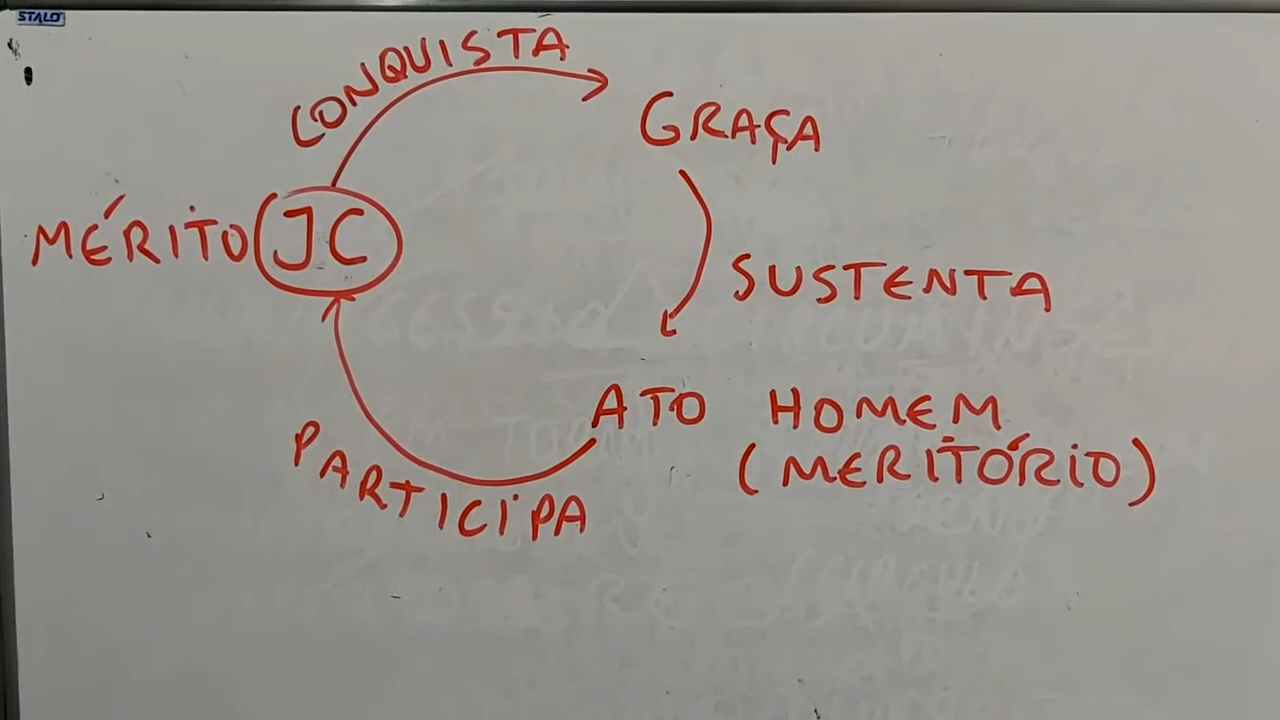 STALO
CONQUISTA
GRAÇA
MÉRITO JC
SUSTENTA
ATO HOMEM
(MERITÓRIO)
PARTICIPA